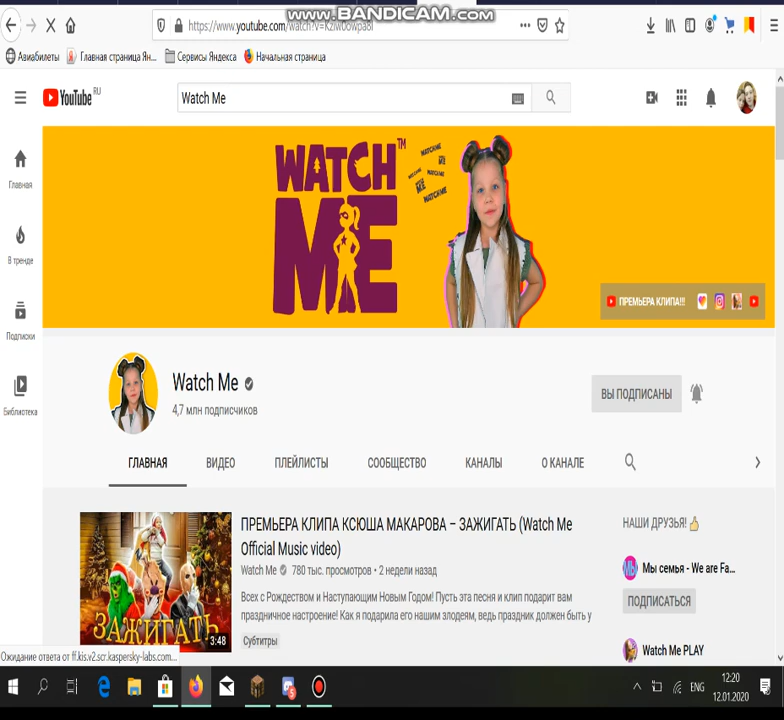 www.BANDICAM.com
https://www.youtube.com/watch?v=
Авиабилеты
Главная страница Ян...
Сервисы Яндекса
Начальная страница
YouTube RU
Watch Me
WATCH ME TM
WATCH ME
WATCHME
ПРЕМЬЕРА КЛИПА!!!
Главная
В тренде
Подписки
Библиотека
Watch Me
4,7 млн подписчиков
ВЫ ПОДПИСАНЫ
ГЛАВНАЯ
ВИДЕО
ПЛЕЙЛИСТЫ
СООБЩЕСТВО
КАНАЛЫ
О КАНАЛЕ
ПРЕМЬЕРА КЛИПА КСЮША МАКАРОВА – ЗАЖИГАТЬ (Watch Me
Official Music video)
Watch Me
780 тыс. просмотров • 2 недели назад
Всех с Рождеством и Наступающим Новым Годом! Пусть эта песня и клип подарит вам
праздничное настроение! Как я подарила его нашим злодеям, ведь праздник должен быть у
Субтитры
ЗАЖИГАТЬ
3:48
НАШИ ДРУЗЬЯ!
Мы семья - We are Fa...
ПОДПИСАТЬСЯ
Watch Me PLAY
Ожидание ответа от ff.kis.v2.scr.kaspersky-labs.com...
ENG
12:20
12.01.2020